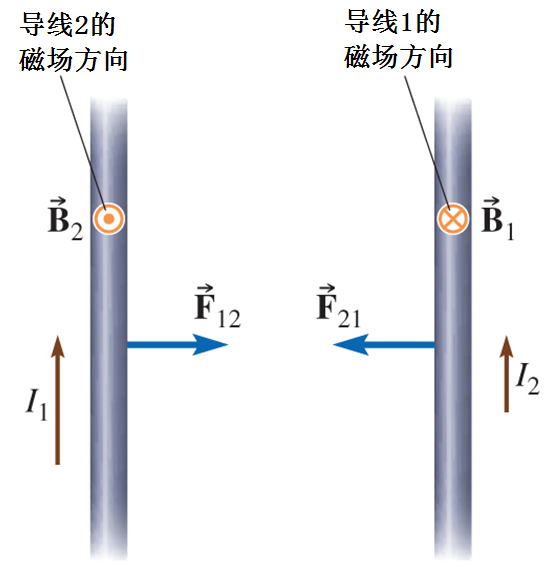 导线2的
磁场方向
导线1的
磁场方向
B⃗₂
B⃗₁
F⃗₁₂
F⃗₂₁
I₁
I₂